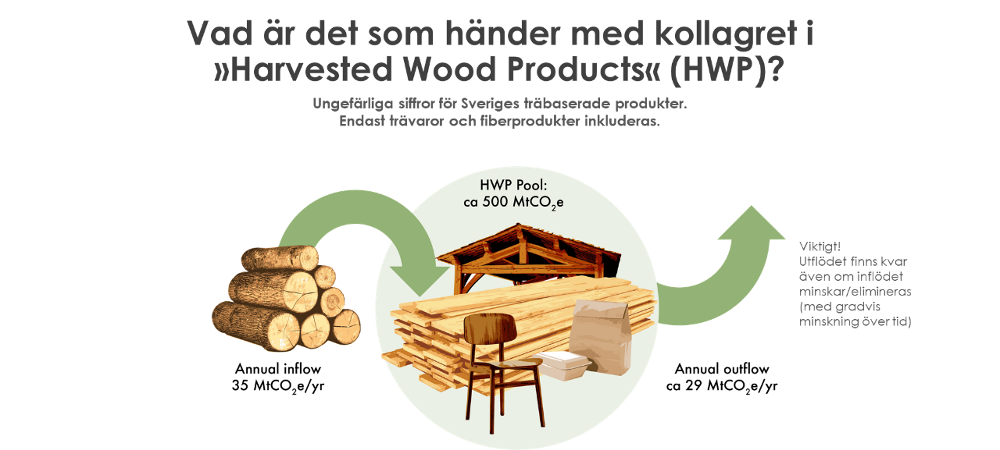 Vad är det som händer med kollagret i
»Harvested Wood Products« (HWP)?
Ungefärliga siffror för Sveriges träbaserade produkter.
Endast trävaror och fiberprodukter inkluderas.
HWP Pool:
ca 500 MtCO₂e
Viktigt!
Utflödet finns kvar
även om inflödet
minskar/elimineras
(med gradvis
minskning över tid)
Annual inflow
35 MtCO₂e/yr
Annual outflow
ca 29 MtCO₂e/yr